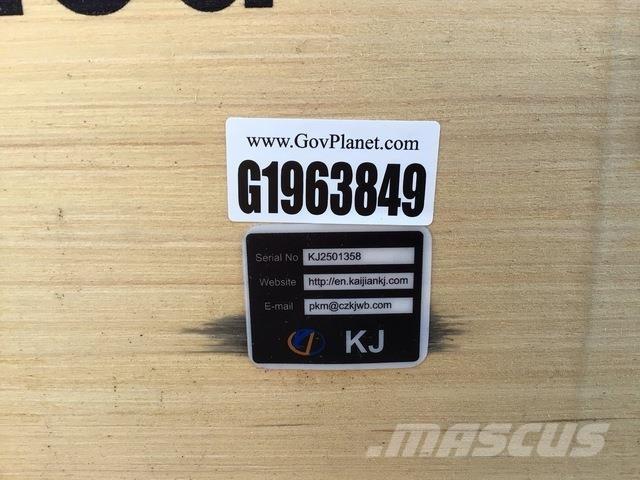 www.GovPlanet.com
G1963849
Serial No KJ2501358
Website http://en.kaijiankj.com
E-mail pkm@czkjwb.com
KJ
MASCUS